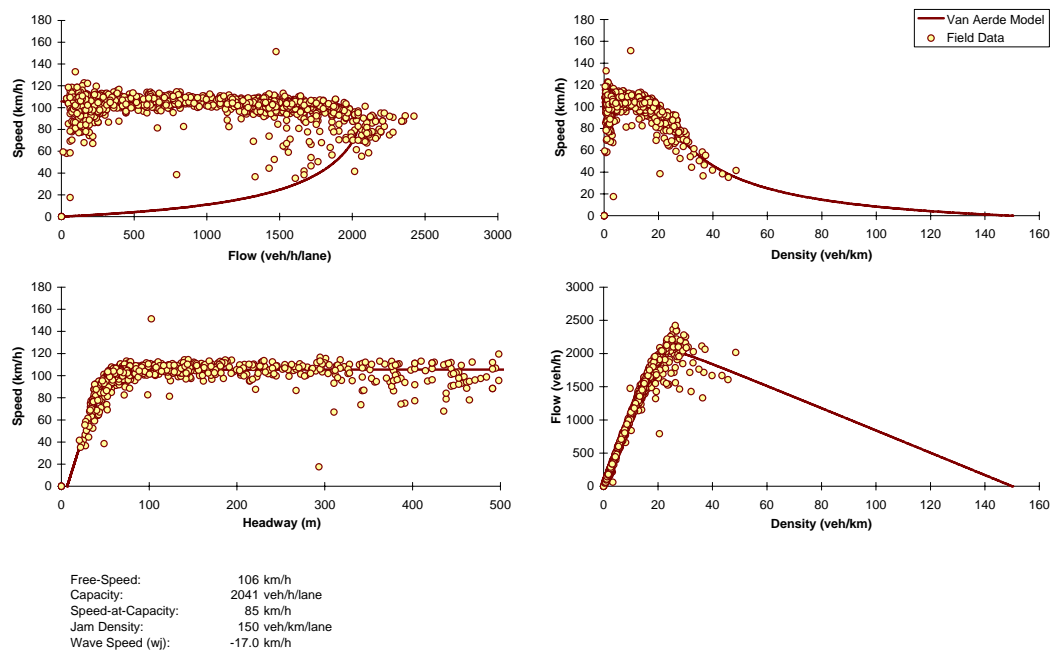 180
160
140
120
100
80
60
40
20
0
Speed (km/h)
0 500 1000 1500 2000 2500 3000
Flow (veh/h/lane)
180
160
140
120
100
80
60
40
20
0
Speed (km/h)
0 20 40 60 80 100 120 140 160
Density (veh/km)
Van Aerde Model
Field Data
180
160
140
120
100
80
60
40
20
0
Speed (km/h)
0 100 200 300 400 500
Headway (m)
3000
2500
2000
1500
1000
500
0
Flow (veh/h)
0 20 40 60 80 100 120 140 160
Density (veh/km)
Free-Speed: 106 km/h
Capacity: 2041 veh/h/lane
Speed-at-Capacity: 85 km/h
Jam Density: 150 veh/km/lane
Wave Speed (wj): -17.0 km/h